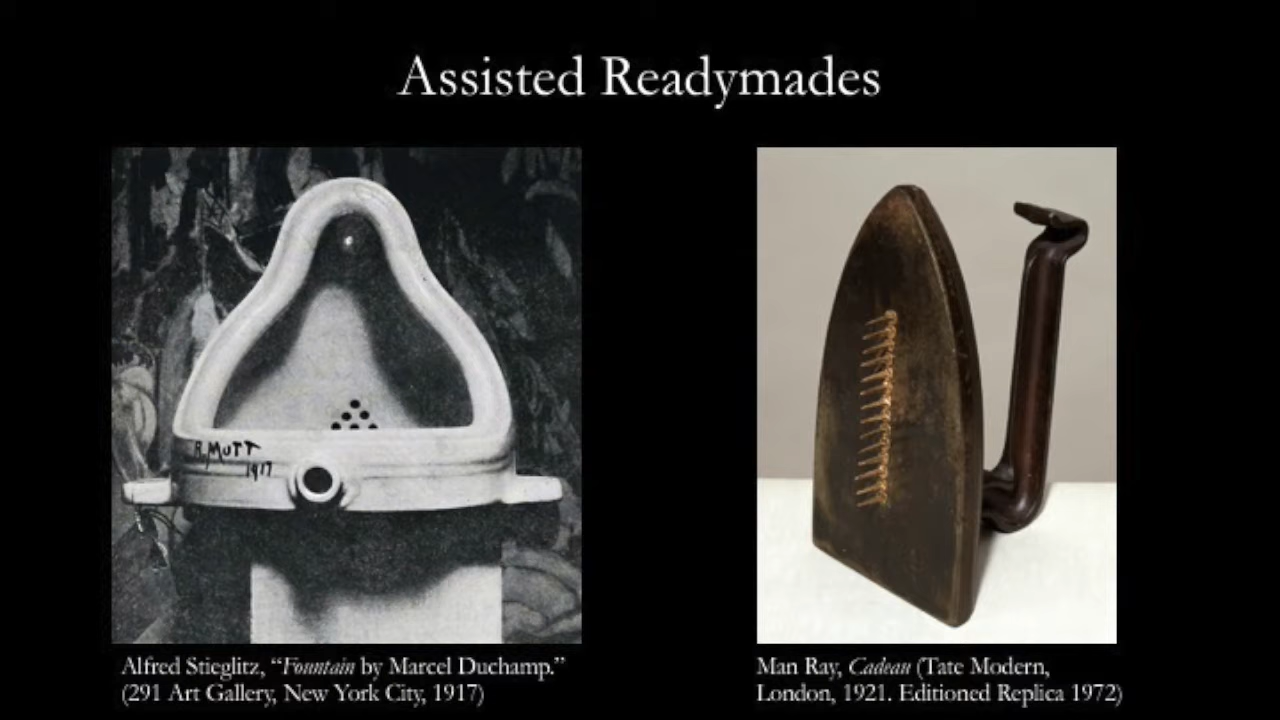 Assisted Readymades
R.MUTT
1917
Alfred Stieglitz, “Fountain by Marcel Duchamp.”
(291 Art Gallery, New York City, 1917)
Man Ray, Cadeau (Tate Modern,
London, 1921. Editioned Replica 1972)